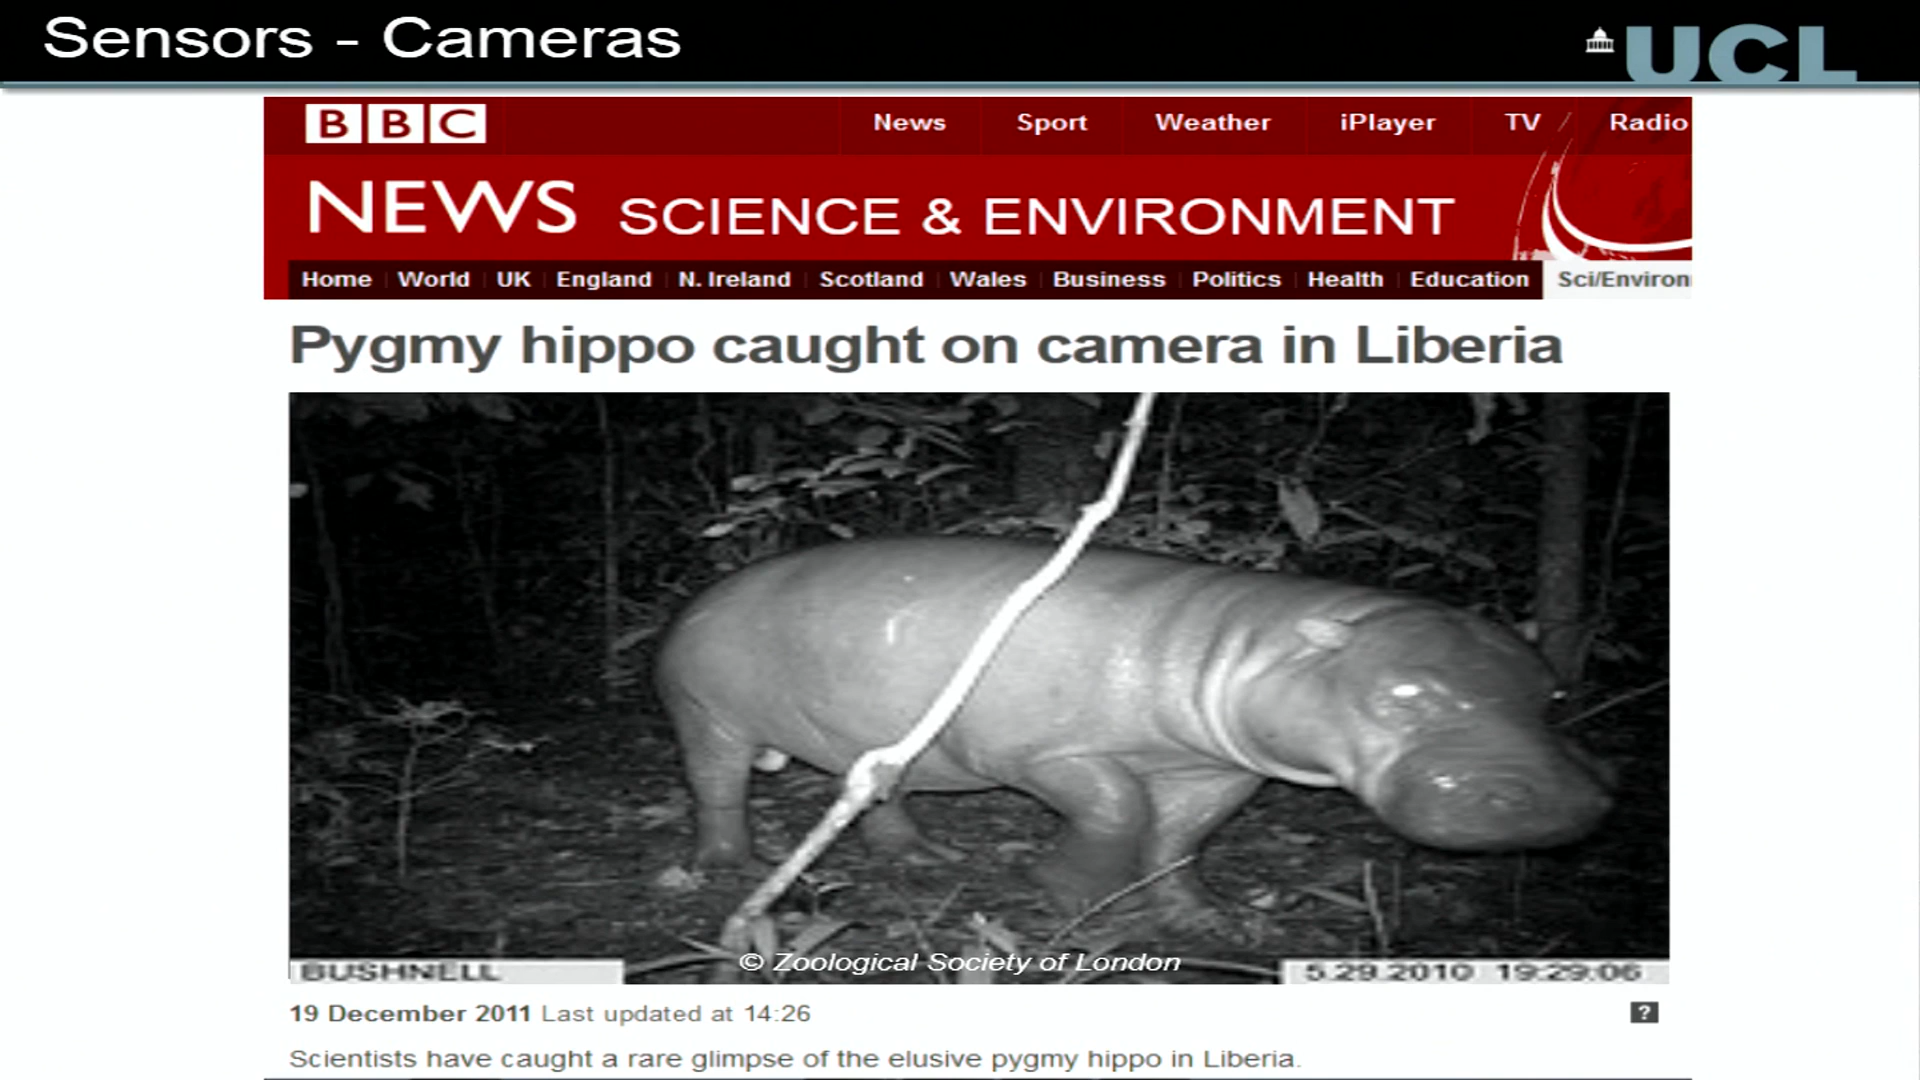 Sensors - Cameras
UCL
BBC
News Sport Weather iPlayer TV Radio
NEWS SCIENCE & ENVIRONMENT
Home World UK England N. Ireland Scotland Wales Business Politics Health Education Sci/Environ
Pygmy hippo caught on camera in Liberia
© Zoological Society of London
BUSHNELL 5.29.2010 19:29:06
19 December 2011 Last updated at 14:26 ?
Scientists have caught a rare glimpse of the elusive pygmy hippo in Liberia.